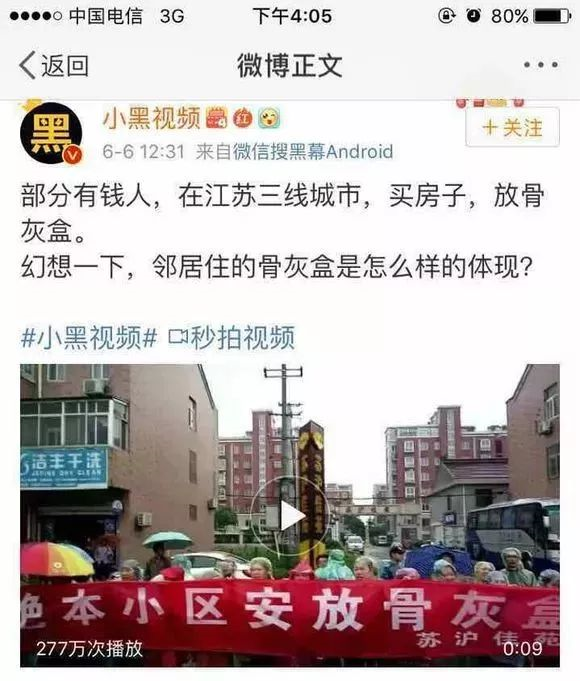 中国电信 3G 下午4:05 80%
返回 微博正文
黑
小黑视频 红
+关注
6-6 12:31 来自微信搜黑幕Android
部分有钱人，在江苏三线城市，买房子，放骨
灰盒。
幻想一下，邻居住的骨灰盒是怎么样的体现？
#小黑视频# 秒拍视频
洁丰干洗
JEFINE DRY CLEAN
绝本小区安放骨灰盒
苏沪佳苑
277万次播放 0:09